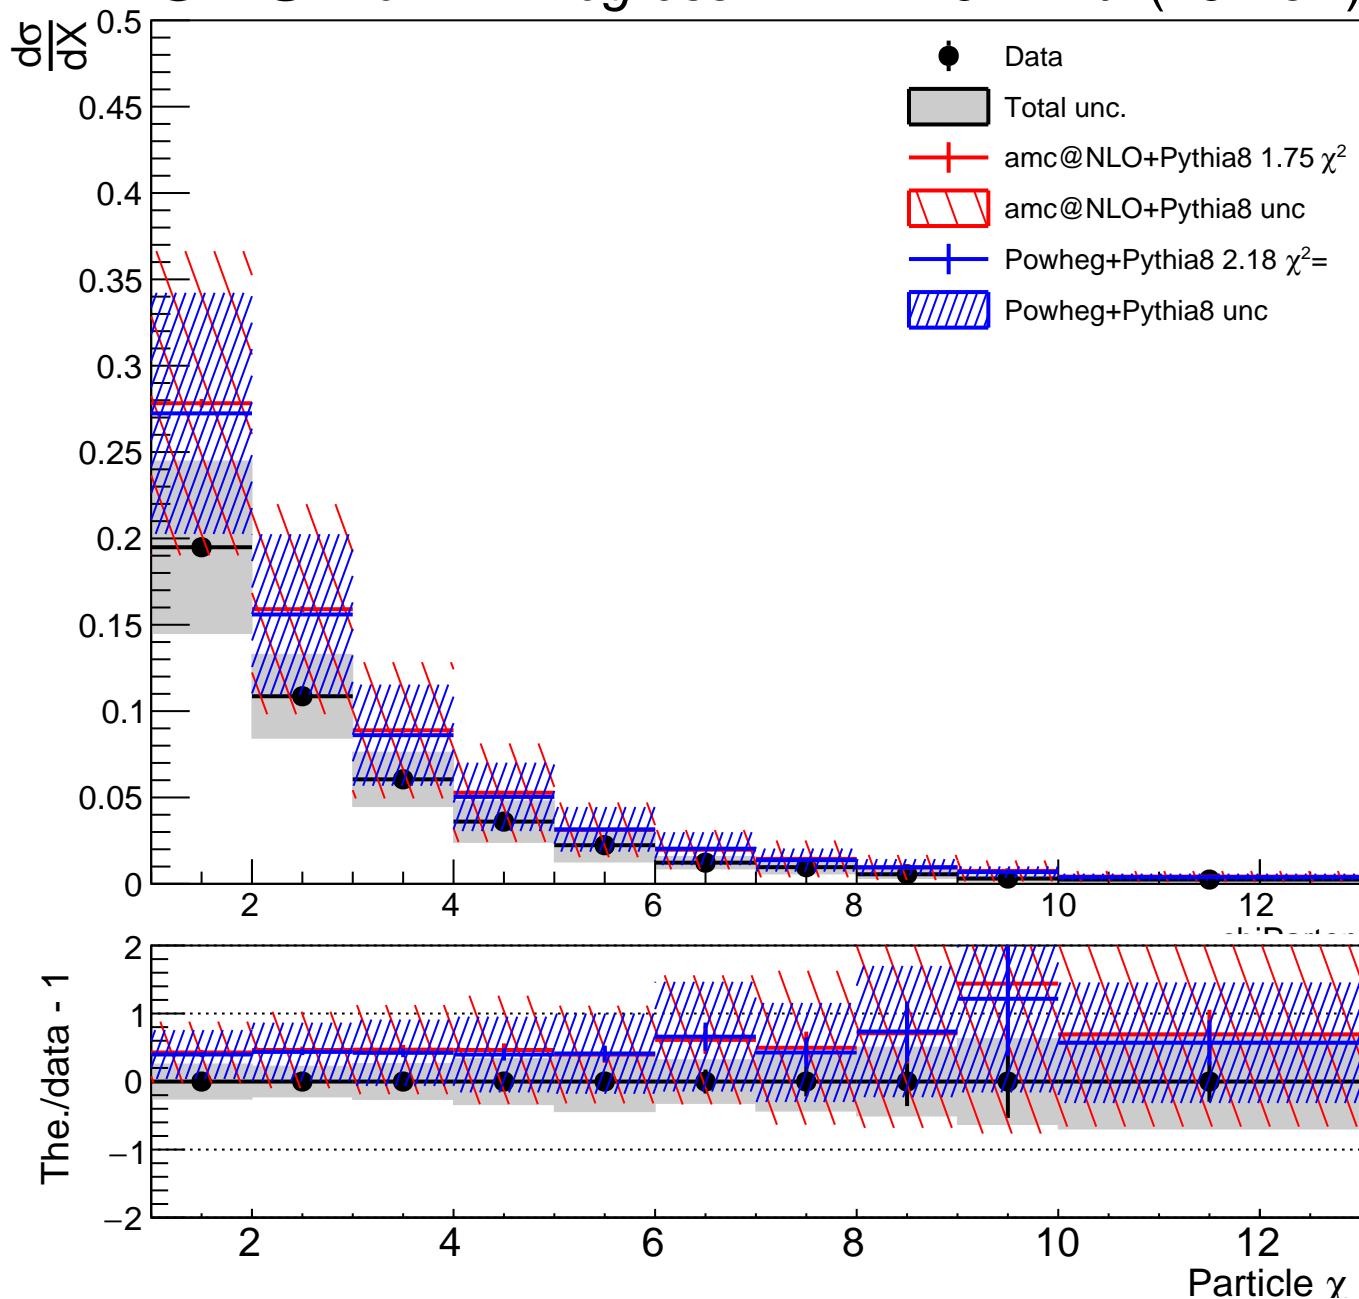 dσ
dX
0.5
0.45
0.4
0.35
0.3
0.25
0.2
0.15
0.1
0.05
0
Data
Total unc.
amc@NLO+Pythia8 1.75 χ²
amc@NLO+Pythia8 unc
Powheg+Pythia8 2.18 χ²=
Powheg+Pythia8 unc
2 4 6 8 10 12
The./data - 1
2
1
0
−1
−2
2 4 6 8 10 12
Particle χ